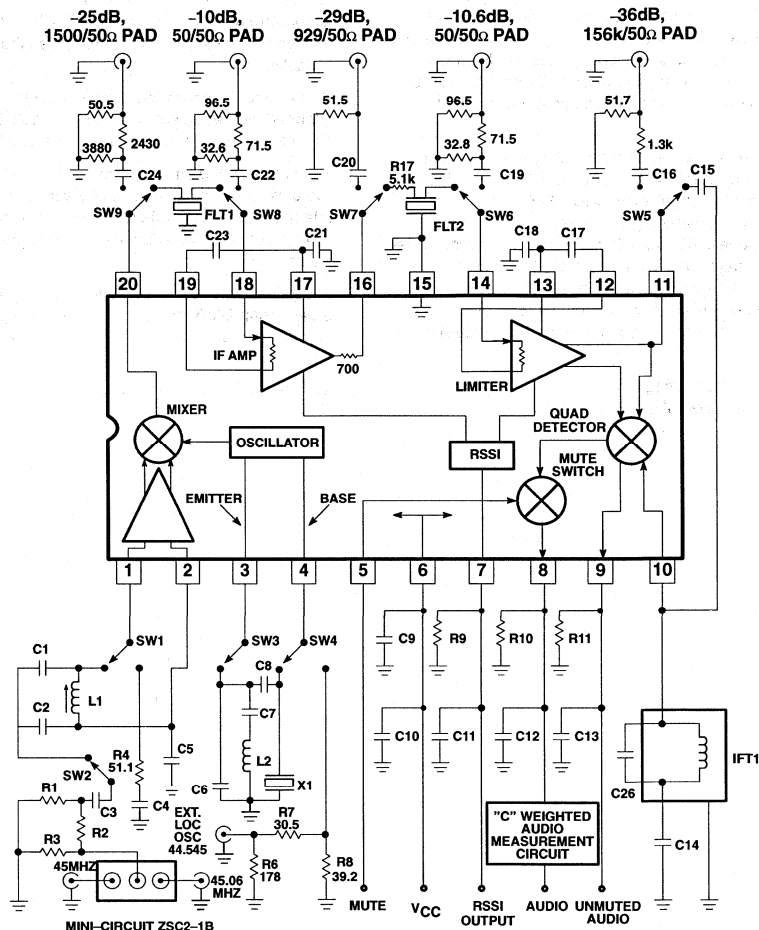 –25dB,
1500/50Ω PAD
–10dB,
50/50Ω PAD
–29dB,
929/50Ω PAD
–10.6dB,
50/50Ω PAD
–36dB,
156k/50Ω PAD
50.5
2430
3880
C24
96.5
71.5
32.6
C22
51.5
C20
R17
5.1k
96.5
71.5
32.8
C19
51.7
1.3k
C16
C15
SW9
FLT1
SW8
SW7
FLT2
SW6
SW5
C23
C21
C18
C17
20
19
18
17
16
15
14
13
12
11
IF AMP
700
LIMITER
MIXER
OSCILLATOR
RSSI
QUAD
DETECTOR
MUTE
SWITCH
EMITTER
BASE
1
2
3
4
5
6
7
8
9
10
SW1
SW3
SW4
C1
L1
C2
C8
C7
C9
R9
R10
R11
SW2
R4
51.1
C5
L2
C6
X1
C10
C11
C12
C13
C26
IFT1
R1
C3
C4
R2
R3
EXT.
LOC
OSC
44.545
R7
30.5
R6
178
R8
39.2
"C" WEIGHTED
AUDIO
MEASUREMENT
CIRCUIT
C14
45MHZ
45.06
MHZ
MINI–CIRCUIT ZSC2–1B
MUTE
VCC
RSSI
OUTPUT
AUDIO
UNMUTED
AUDIO